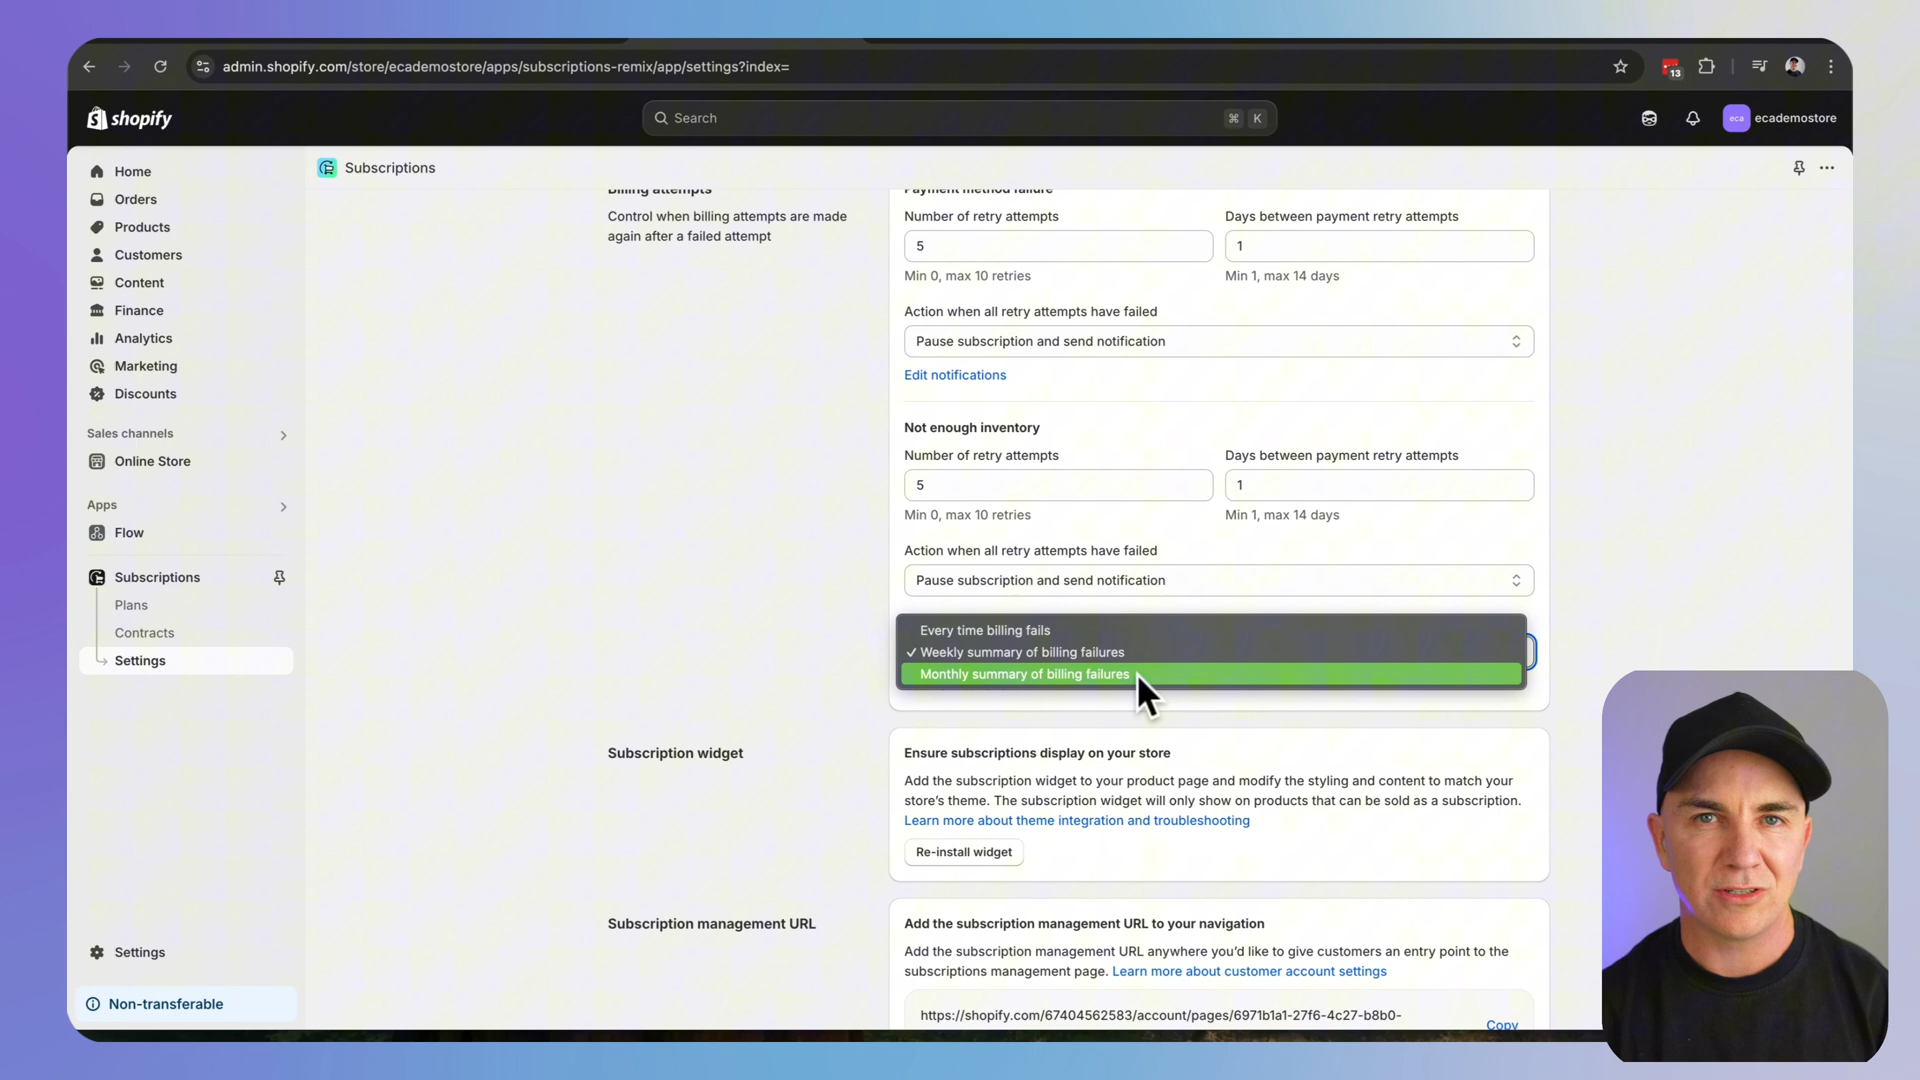 admin.shopify.com/store/ecademostore/apps/subscriptions-remix/app/settings?index=
13
shopify
Search
⌘ K
eca
ecademostore
Home
Orders
Products
Customers
Content
Finance
Analytics
Marketing
Discounts
Sales channels
Online Store
Apps
Flow
Subscriptions
Plans
Contracts
Settings
Settings
Non-transferable
Subscriptions
Billing attempts
Control when billing attempts are made
again after a failed attempt
Payment method failure
Number of retry attempts
Days between payment retry attempts
5
1
Min 0, max 10 retries
Min 1, max 14 days
Action when all retry attempts have failed
Pause subscription and send notification
Edit notifications
Not enough inventory
Number of retry attempts
Days between payment retry attempts
5
1
Min 0, max 10 retries
Min 1, max 14 days
Action when all retry attempts have failed
Pause subscription and send notification
Every time billing fails
✓ Weekly summary of billing failures
Monthly summary of billing failures
Subscription widget
Ensure subscriptions display on your store
Add the subscription widget to your product page and modify the styling and content to match your
store's theme. The subscription widget will only show on products that can be sold as a subscription.
Learn more about theme integration and troubleshooting
Re-install widget
Subscription management URL
Add the subscription management URL to your navigation
Add the subscription management URL anywhere you'd like to give customers an entry point to the
subscriptions management page. Learn more about customer account settings
https://shopify.com/67404562583/account/pages/6971b1a1-27f6-4c27-b8b0-
Copy